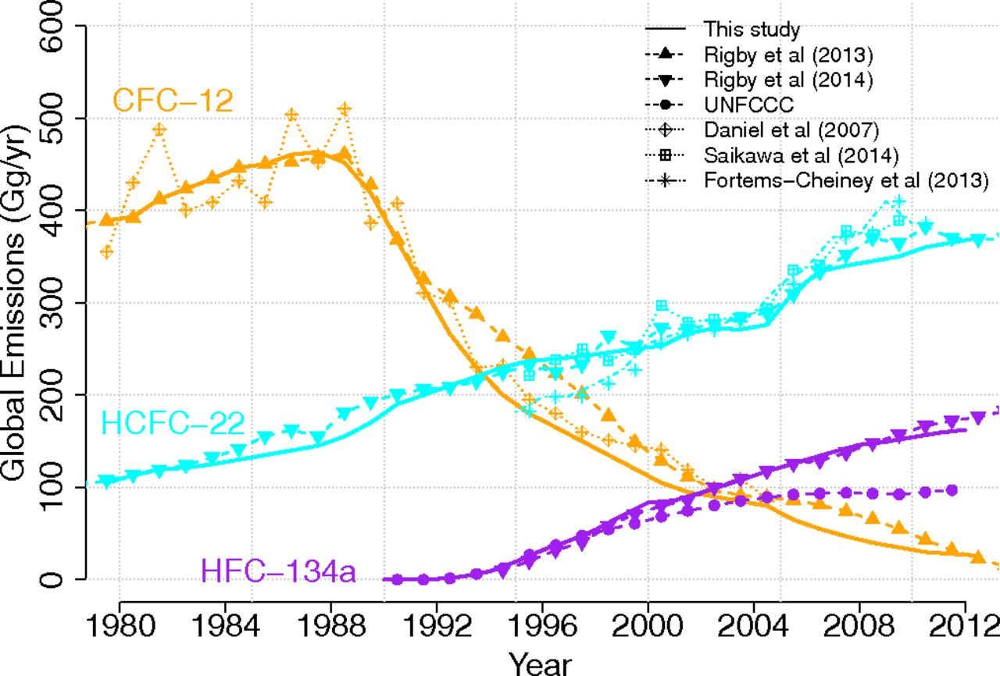 This study
Rigby et al (2013)
Rigby et al (2014)
UNFCCC
Daniel et al (2007)
Saikawa et al (2014)
Fortems−Cheiney et al (2013)
CFC−12
HCFC−22
HFC−134a
Global Emissions (Gg/yr)
600
500
400
300
200
100
0
1980 1984 1988 1992 1996 2000 2004 2008 2012
Year